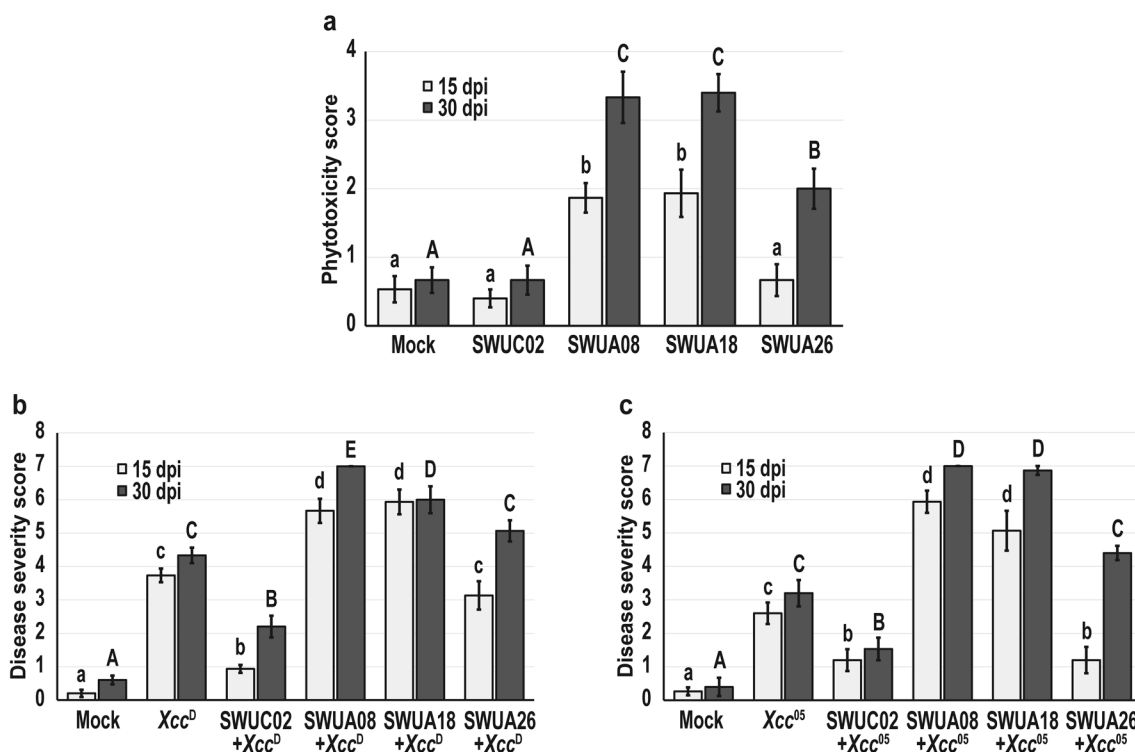 a
Phytotoxicity score
4
3
2
1
0
15 dpi
30 dpi
a A a A b C b C a B
Mock SWUC02 SWUA08 SWUA18 SWUA26
b
Disease severity score
8
7
6
5
4
3
2
1
0
15 dpi
30 dpi
a A c C b B d E d D c C
Mock Xccᴰ SWUC02 SWUA08 SWUA18 SWUA26
+Xccᴰ +Xccᴰ +Xccᴰ +Xccᴰ
c
Disease severity score
8
7
6
5
4
3
2
1
0
15 dpi
30 dpi
a A c C b B d D d D b C
Mock Xcc⁰⁵ SWUC02 SWUA08 SWUA18 SWUA26
+Xcc⁰⁵ +Xcc⁰⁵ +Xcc⁰⁵ +Xcc⁰⁵